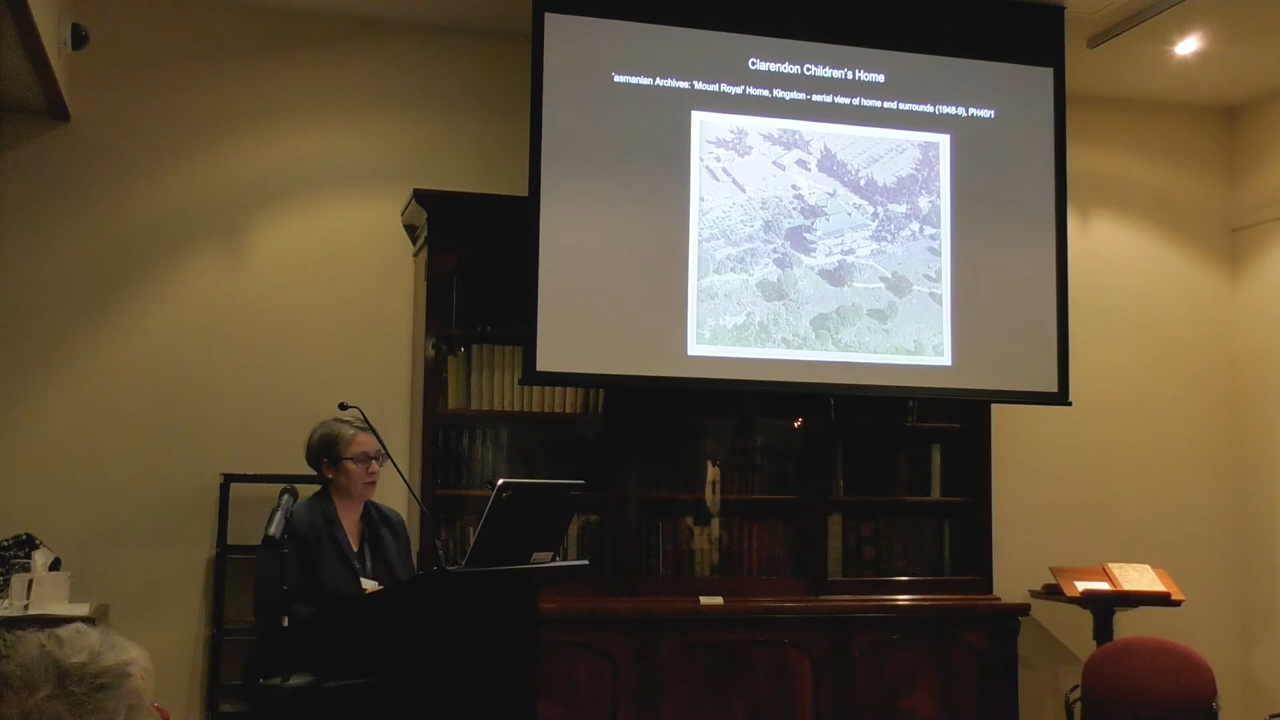 Clarendon Children's Home
asmanian Archives: 'Mount Royal' Home, Kingston - aerial view of home and surrounds (1948-9), PH40/1